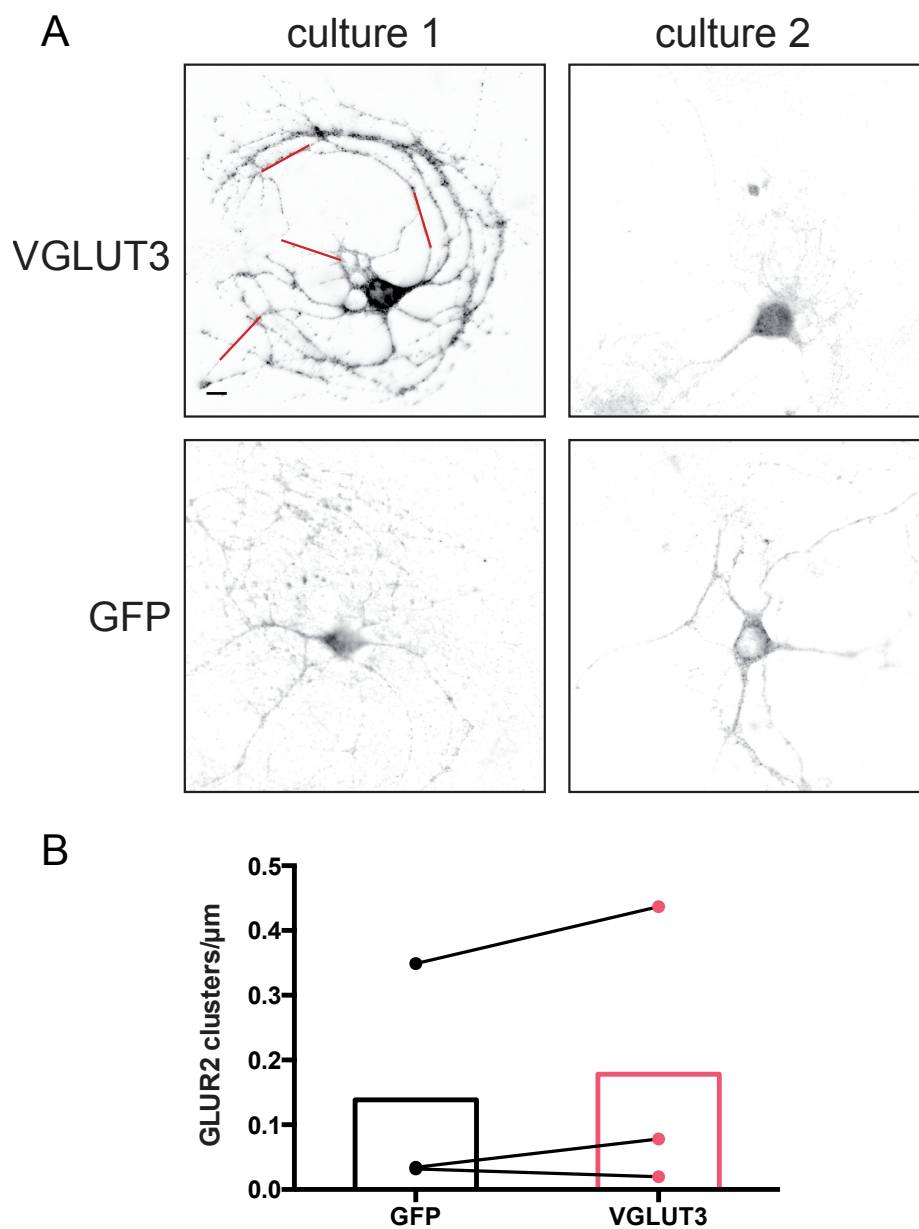 A
culture 1 culture 2
VGLUT3
GFP
B
GLUR2 clusters/µm
0.5
0.4
0.3
0.2
0.1
0.0
GFP VGLUT3